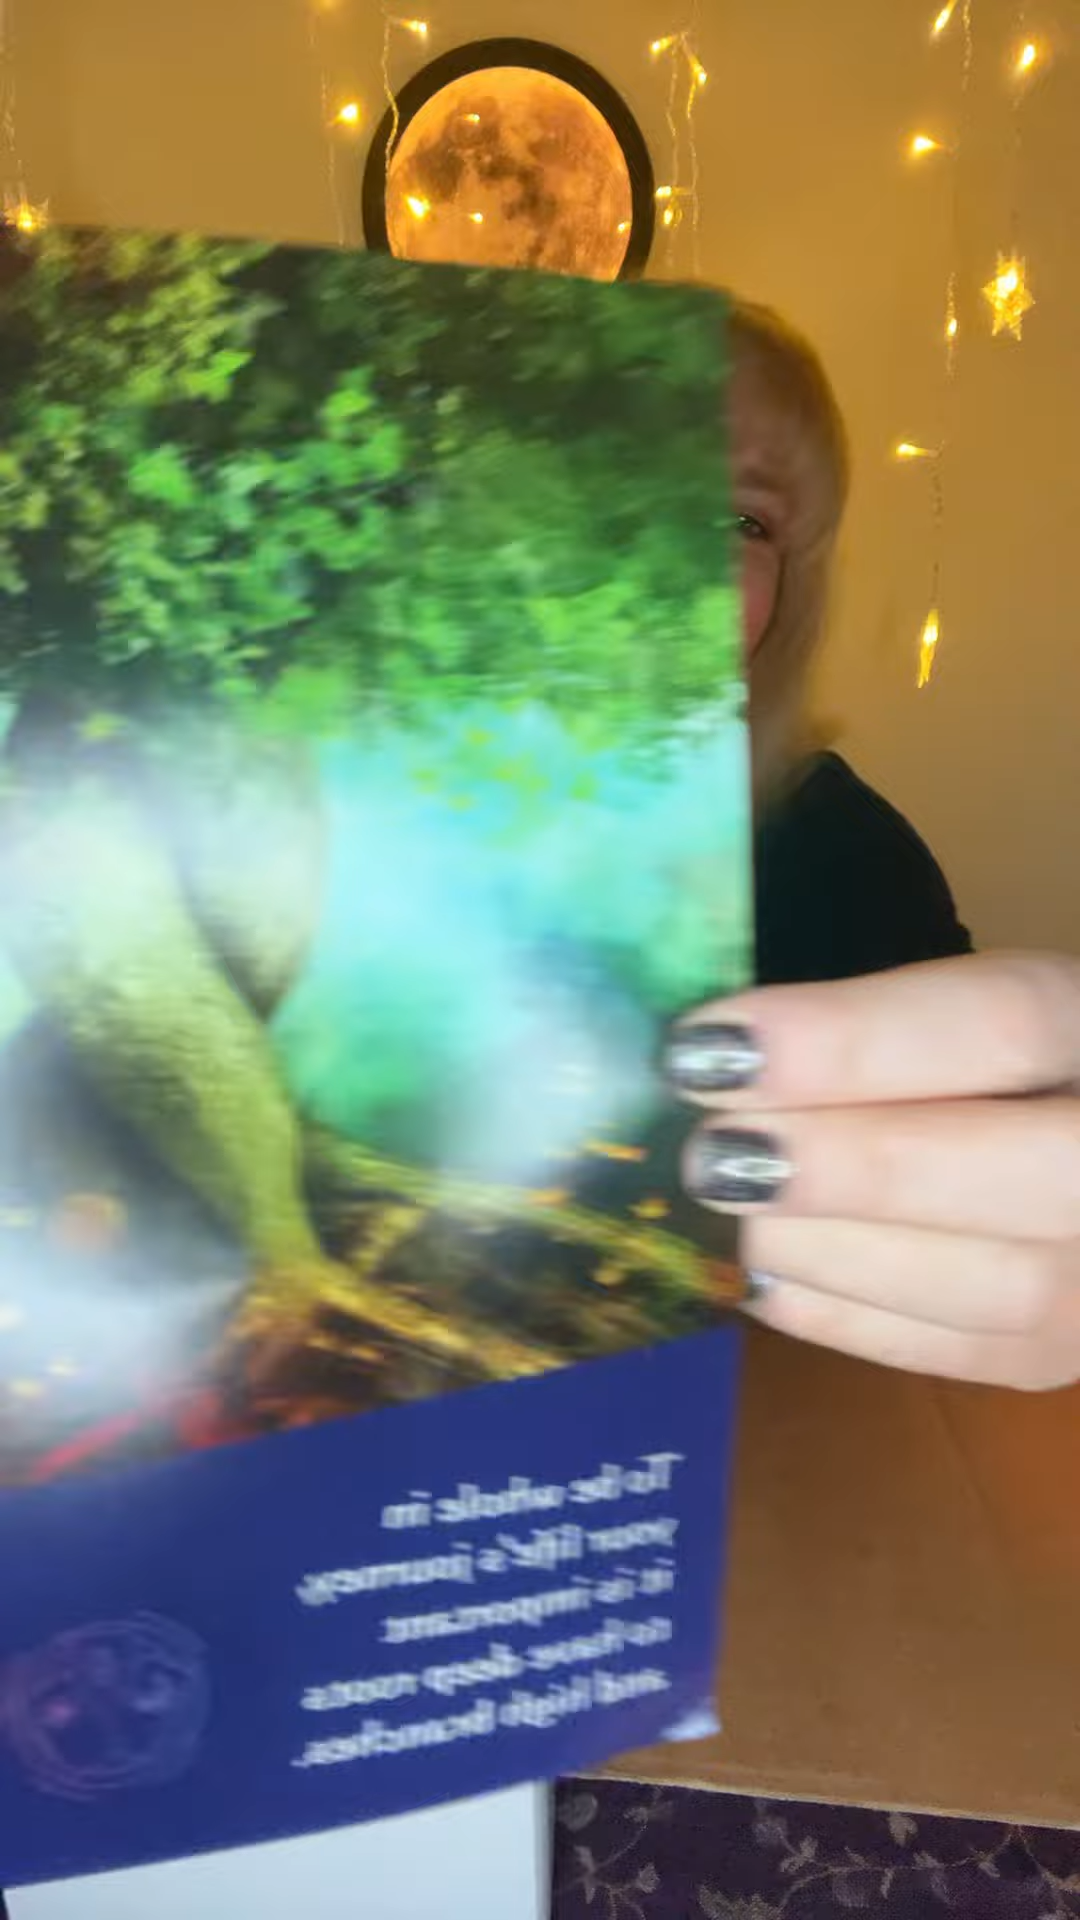 To be whole in
your life's journey
it is important
to have deep roots
and high branches.